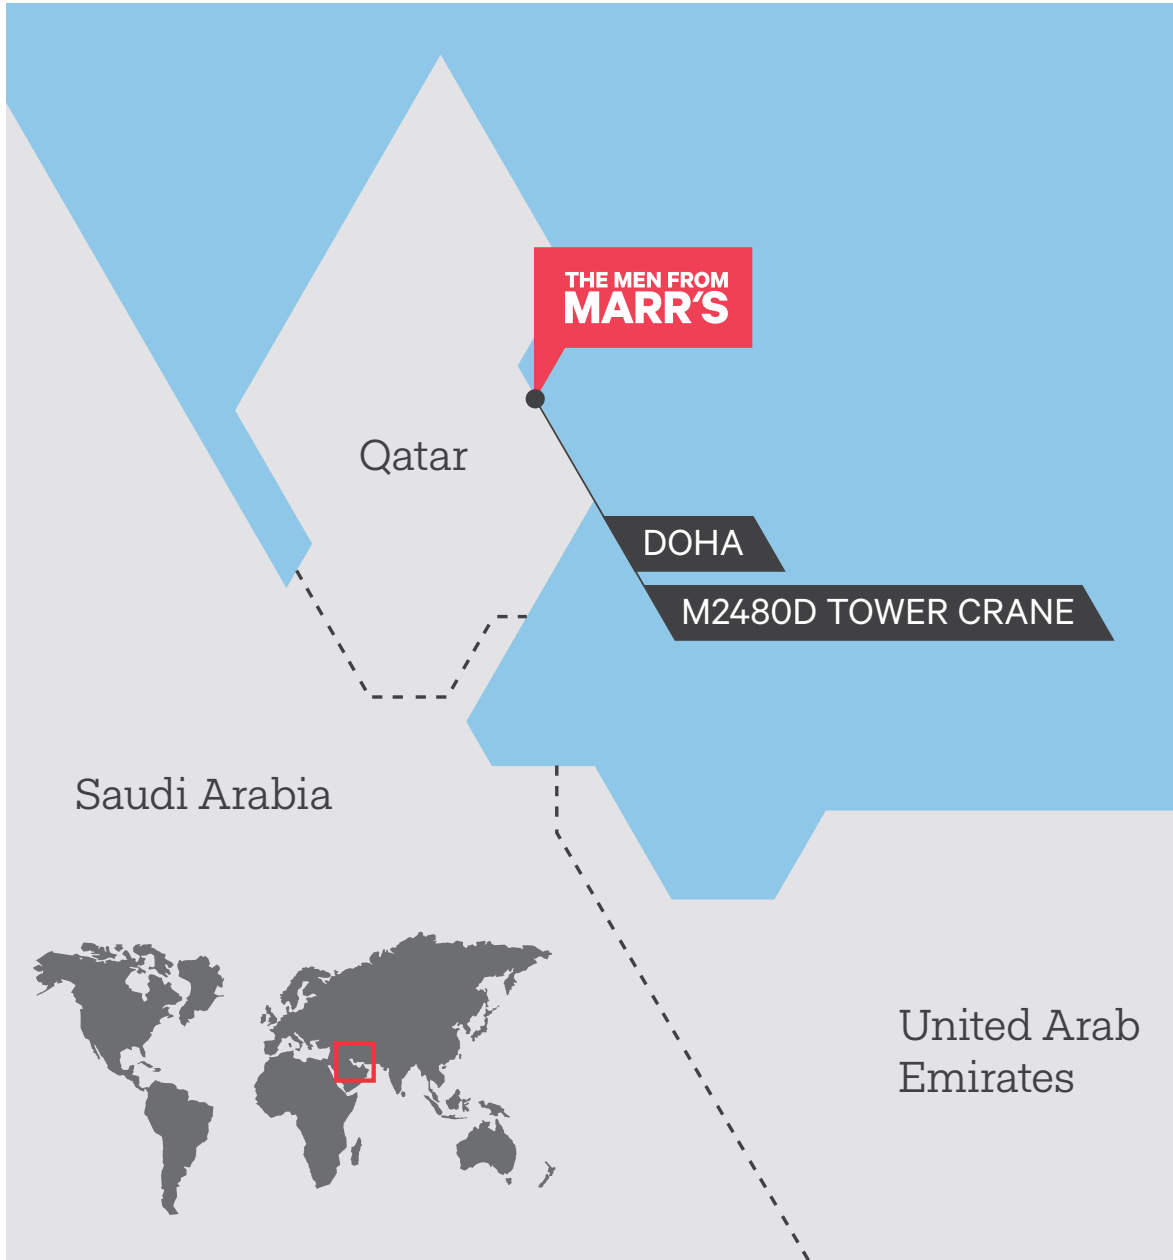 THE MEN FROM
MARR'S
Qatar
DOHA
M2480D TOWER CRANE
Saudi Arabia
United Arab
Emirates